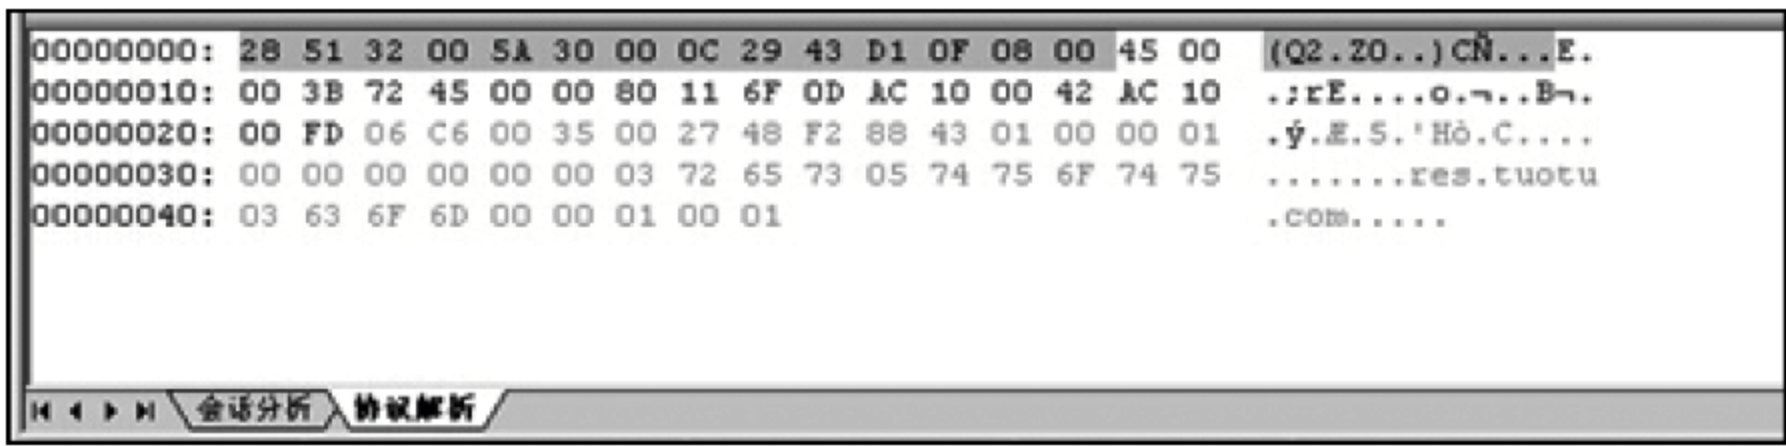 00000000: 28 51 32 00 5A 30 00 0C 29 43 D1 0F 08 00 45 00 (Q2.Z0..)CÑ...E.
00000010: 00 3B 72 45 00 00 80 11 6F 0D AC 10 00 42 AC 10 .;rE....o.¬..B¬.
00000020: 00 FD 06 C6 00 35 00 27 48 F2 88 43 01 00 00 01 .ý.Æ.5.'Hò.C....
00000030: 00 00 00 00 00 00 03 72 65 73 05 74 75 6F 74 75 .......res.tuotu
00000040: 03 63 6F 6D 00 00 01 00 01 .com.....
会话分析 协议解析